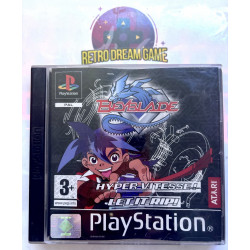 RETRO DREAM GAME
PlayStation
PAL
BEYBLADE
3+
HYPER-VITESSE!
LET IT RIP!
ATARI
PlayStation